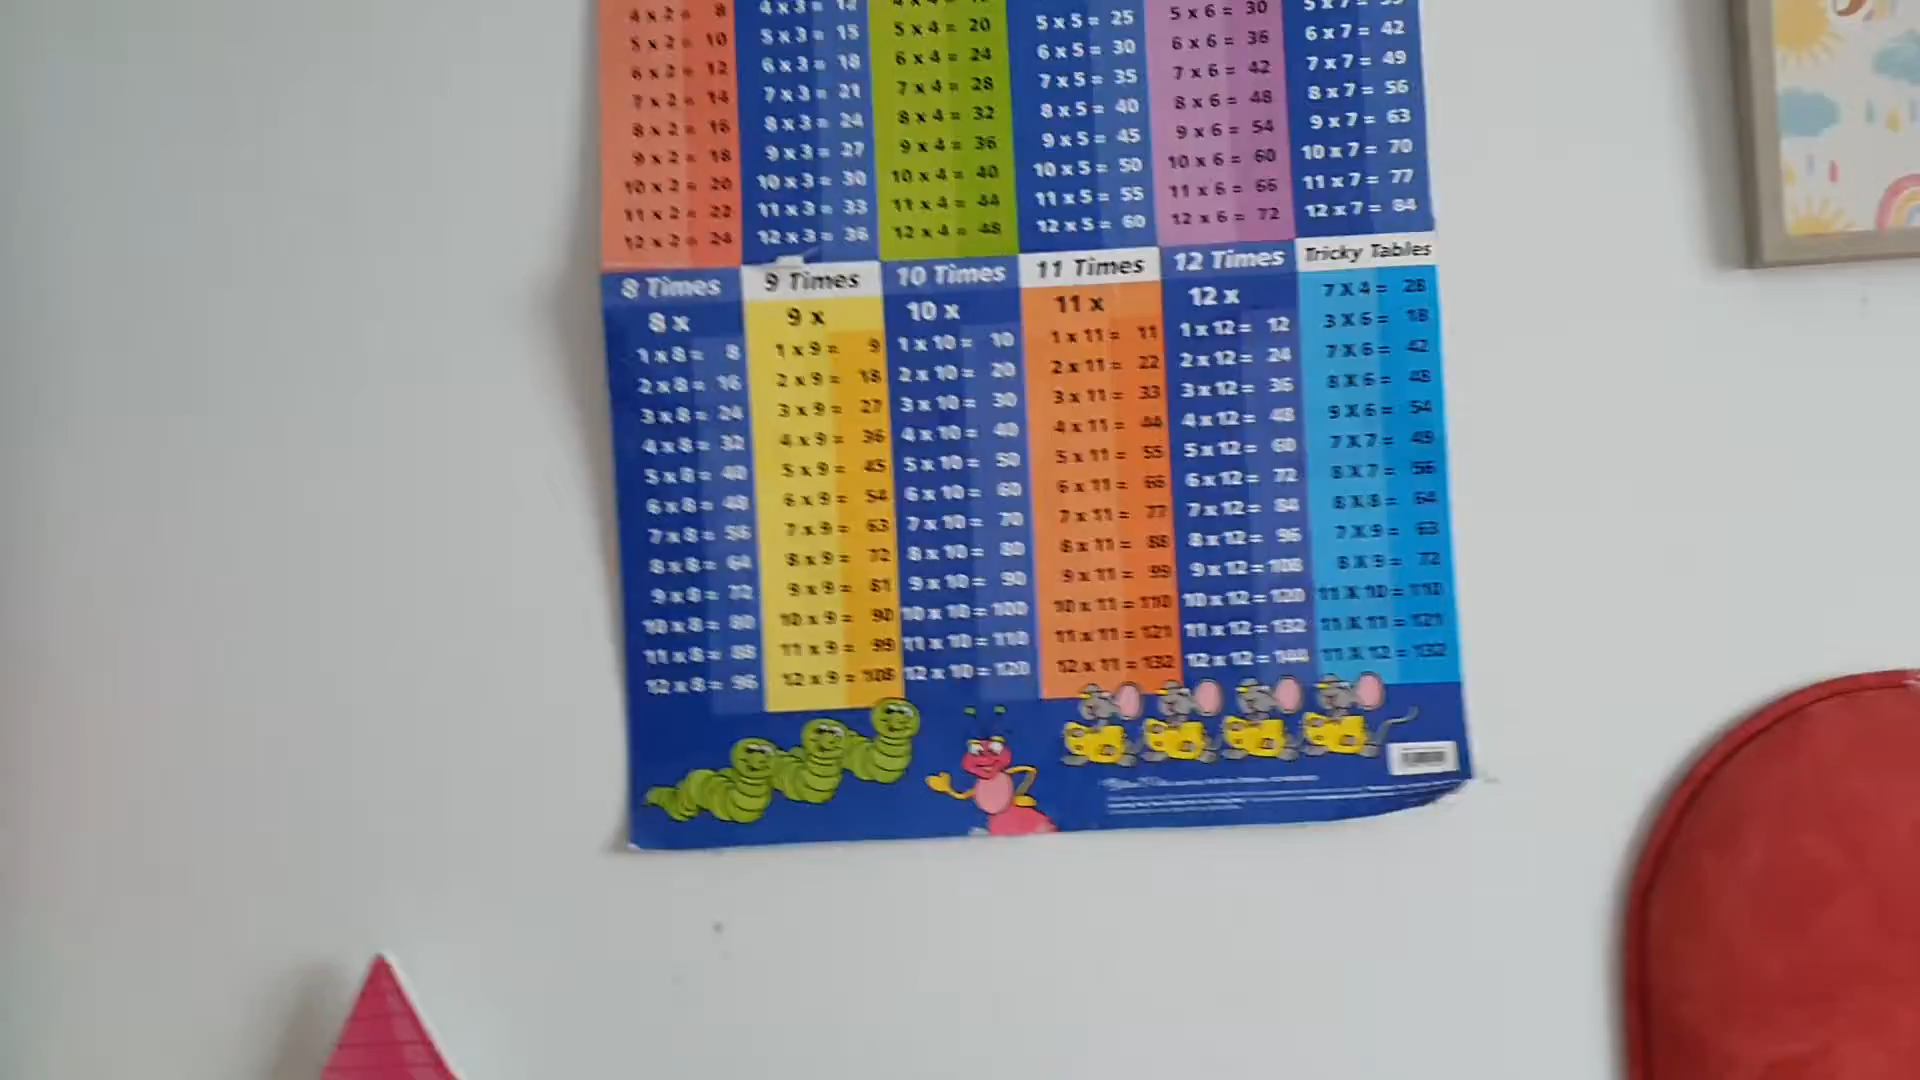 4 x 2 = 8
5 x 2 = 10
6 x 2 = 12
7 x 2 = 14
8 x 2 = 16
9 x 2 = 18
10 x 2 = 20
11 x 2 = 22
12 x 2 = 24
4 x 3 = 12
5 x 3 = 15
6 x 3 = 18
7 x 3 = 21
8 x 3 = 24
9 x 3 = 27
10 x 3 = 30
11 x 3 = 33
12 x 3 = 36
5 x 4 = 20
6 x 4 = 24
7 x 4 = 28
8 x 4 = 32
9 x 4 = 36
10 x 4 = 40
11 x 4 = 44
12 x 4 = 48
5 x 5 = 25
6 x 5 = 30
7 x 5 = 35
8 x 5 = 40
9 x 5 = 45
10 x 5 = 50
11 x 5 = 55
12 x 5 = 60
5 x 6 = 30
6 x 6 = 36
7 x 6 = 42
8 x 6 = 48
9 x 6 = 54
10 x 6 = 60
11 x 6 = 66
12 x 6 = 72
6 x 7 = 42
7 x 7 = 49
8 x 7 = 56
9 x 7 = 63
10 x 7 = 70
11 x 7 = 77
12 x 7 = 84
8 Times
8 x
1 x 8 = 8
2 x 8 = 16
3 x 8 = 24
4 x 8 = 32
5 x 8 = 40
6 x 8 = 48
7 x 8 = 56
8 x 8 = 64
9 x 8 = 72
10 x 8 = 80
11 x 8 = 88
12 x 8 = 96
9 Times
9 x
1 x 9 = 9
2 x 9 = 18
3 x 9 = 27
4 x 9 = 36
5 x 9 = 45
6 x 9 = 54
7 x 9 = 63
8 x 9 = 72
9 x 9 = 81
10 x 9 = 90
11 x 9 = 99
12 x 9 = 108
10 Times
10 x
1 x 10 = 10
2 x 10 = 20
3 x 10 = 30
4 x 10 = 40
5 x 10 = 50
6 x 10 = 60
7 x 10 = 70
8 x 10 = 80
9 x 10 = 90
10 x 10 = 100
11 x 10 = 110
12 x 10 = 120
11 Times
11 x
1 x 11 = 11
2 x 11 = 22
3 x 11 = 33
4 x 11 = 44
5 x 11 = 55
6 x 11 = 66
7 x 11 = 77
8 x 11 = 88
9 x 11 = 99
10 x 11 = 110
11 x 11 = 121
12 x 11 = 132
12 Times
12 x
1 x 12 = 12
2 x 12 = 24
3 x 12 = 36
4 x 12 = 48
5 x 12 = 60
6 x 12 = 72
7 x 12 = 84
8 x 12 = 96
9 x 12 = 108
10 x 12 = 120
11 x 12 = 132
12 x 12 = 144
Tricky Tables
7 X 4 = 28
3 X 6 = 18
7 X 6 = 42
8 X 6 = 48
9 X 6 = 54
7 X 7 = 49
8 X 7 = 56
8 X 8 = 64
7 X 9 = 63
8 X 9 = 72
11 X 10 = 110
11 X 11 = 121
11 X 12 = 132